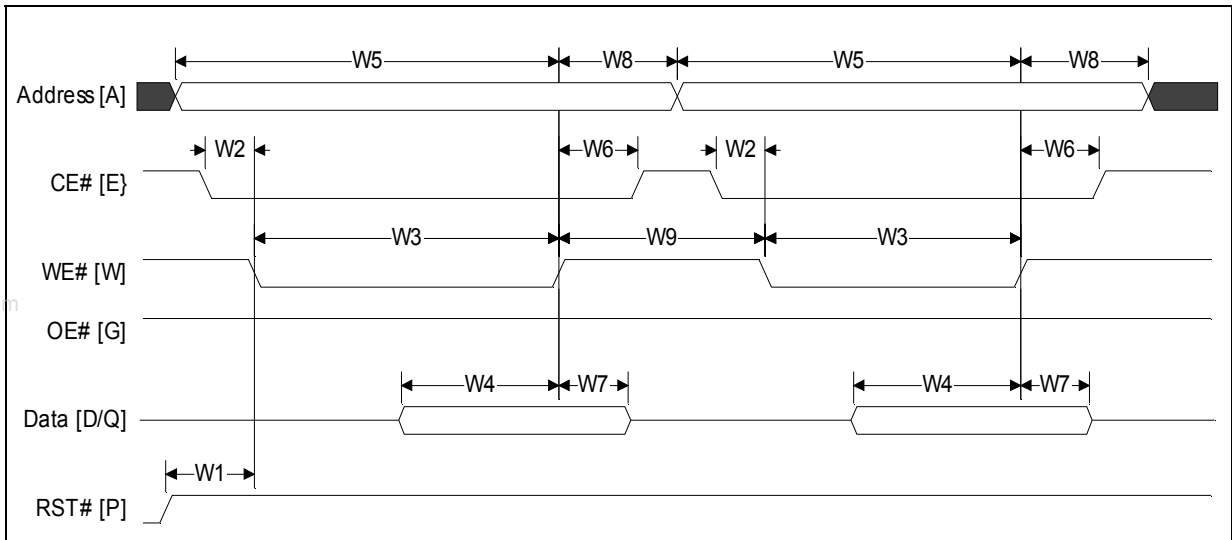 W5 W8 W5 W8
Address [A]
W2 W6 W2 W6
CE# [E}
W3 W9 W3
WE# [W]
m
OE# [G]
W4 W7 W4 W7
Data [D/Q]
W1
RST# [P]